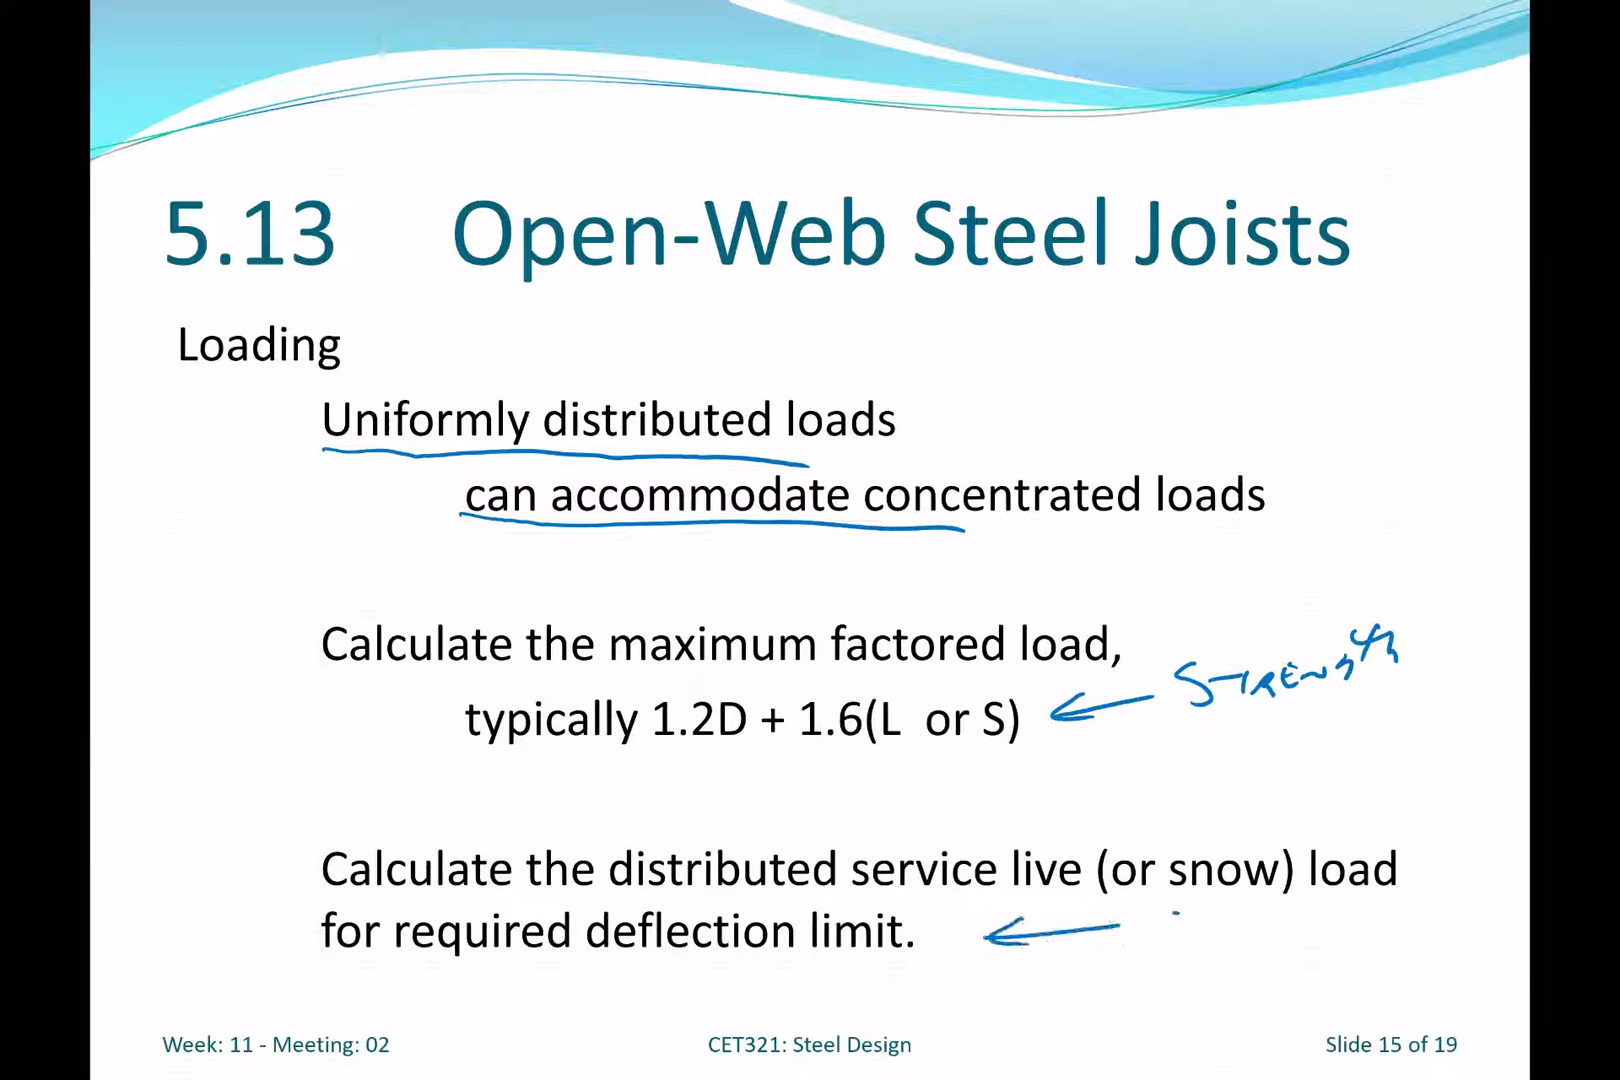 5.13 Open-Web Steel Joists
Loading
Uniformly distributed loads
can accommodate concentrated loads
Calculate the maximum factored load,
typically 1.2D + 1.6(L or S)
STRENGTH
Calculate the distributed service live (or snow) load
for required deflection limit.
Week: 11 - Meeting: 02
CET321: Steel Design
Slide 15 of 19